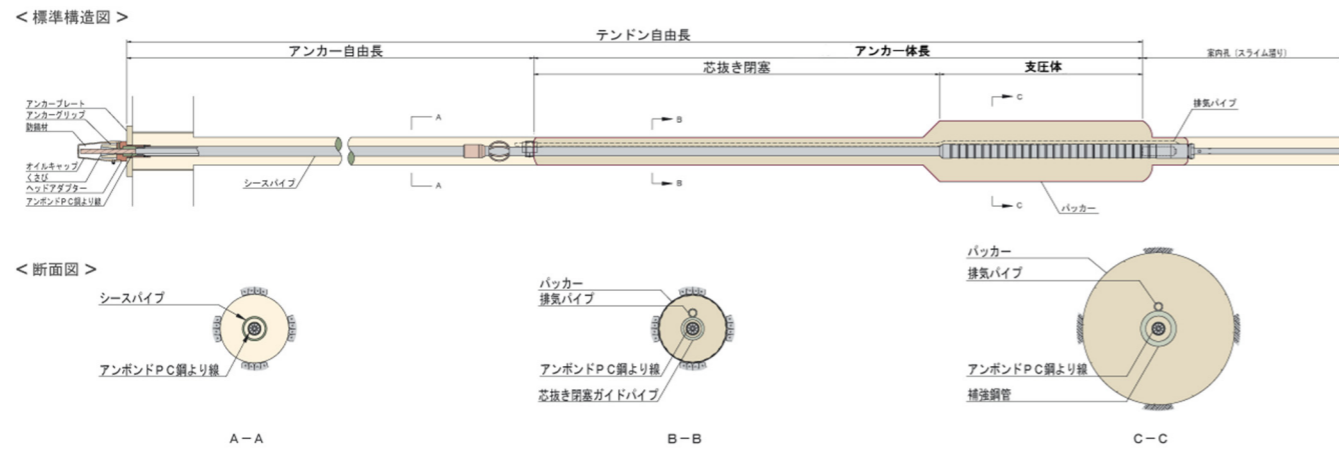 ＜標準構造図＞
テンドン自由長
アンカー自由長
アンカー体長
室内孔（スライム溜り）
芯抜き閉塞
支圧体
アンカープレート
アンカーグリップ
防錆材
オイルキャップ
くさび
ヘッドアダプター
アンボンドPC鋼より線
A
A
B
B
C
C
シースパイプ
排気パイプ
パッカー
＜断面図＞
シースパイプ
アンボンドPC鋼より線
A－A
パッカー
排気パイプ
アンボンドPC鋼より線
芯抜き閉塞ガイドパイプ
B－B
パッカー
排気パイプ
アンボンドPC鋼より線
補強鋼管
C－C